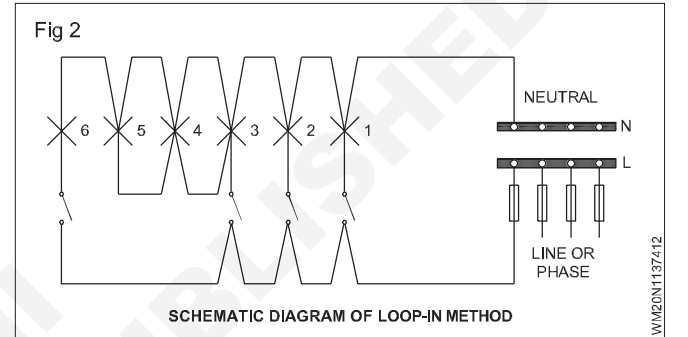 Fig 2
NEUTRAL
N
6 5 4 3 2 1
L
LINE OR
PHASE
SCHEMATIC DIAGRAM OF LOOP-IN METHOD
WM20N1137412